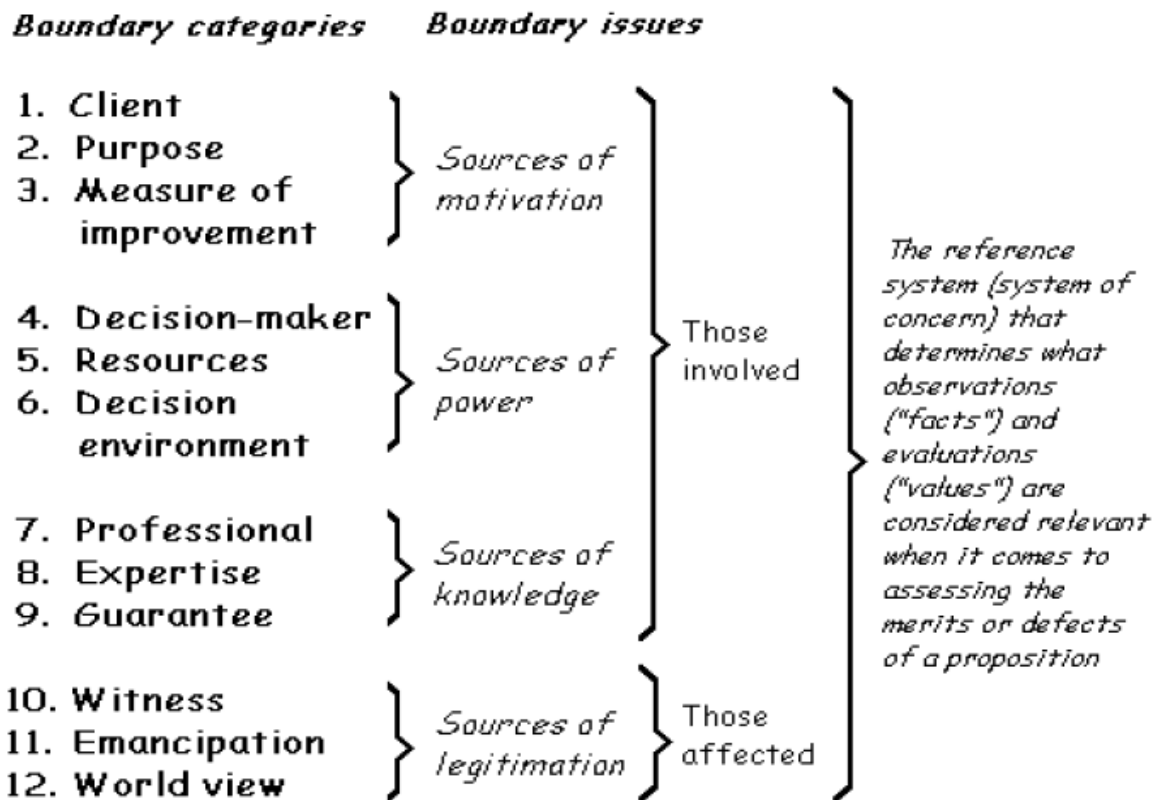 Boundary categories
Boundary issues
1. Client
2. Purpose
3. Measure of
improvement
Sources of
motivation
4. Decision-maker
5. Resources
6. Decision
environment
Sources of
power
7. Professional
8. Expertise
9. Guarantee
Sources of
knowledge
Those
involved
10. Witness
11. Emancipation
12. World view
Sources of
legitimation
Those
affected
The reference
system (system of
concern) that
determines what
observations
("facts") and
evaluations
("values") are
considered relevant
when it comes to
assessing the
merits or defects
of a proposition